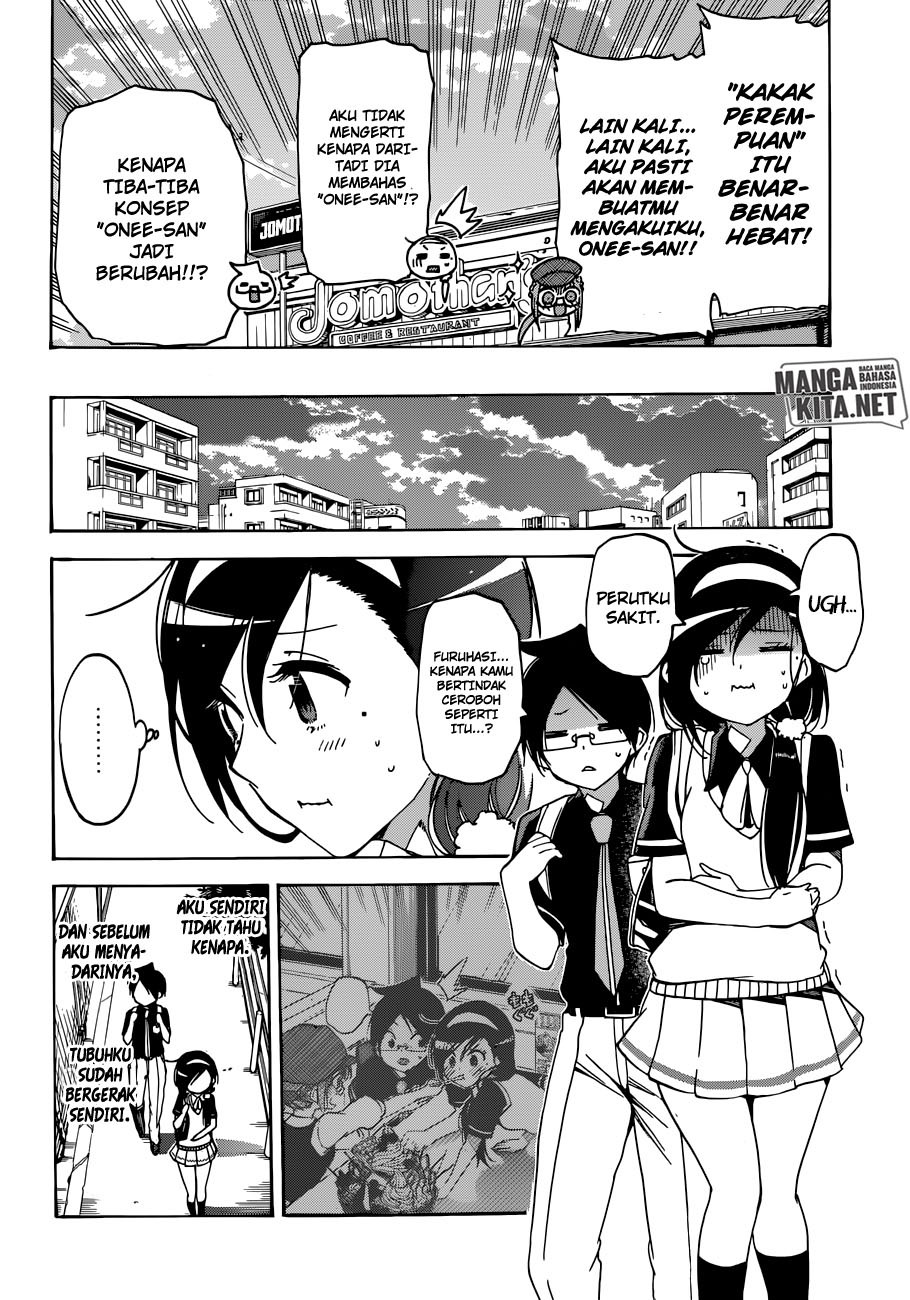 "KAKAK
PEREM-
PUAN"
ITU
BENAR-
BENAR
HEBAT!
LAIN KALI...
LAIN KALI,
AKU PASTI
AKAN MEM-
BUATMU
MENGAKUIKU,
ONEE-SAN!!
AKU TIDAK
MENGERTI
KENAPA DARI-
TADI DIA
MEMBAHAS
"ONEE-SAN"!?
KENAPA
TIBA-TIBA
KONSEP
"ONEE-SAN"
JADI
BERUBAH!!?
JOMOT
Jomothan's
COFFEE & RESTAURANT
MANGA
KITA.NET
BACA MANGA
BAHASA
INDONESIA
UGH...
PERUTKU
SAKIT.
FURUHASI...
KENAPA KAMU
BERTINDAK
CEROBOH
SEPERTI
ITU...?
.........
AKU SENDIRI
TIDAK TAHU
KENAPA.
DAN SEBELUM
AKU MENYA-
DARINYA,
TUBUHKU
SUDAH
BERGERAK
SENDIRI.